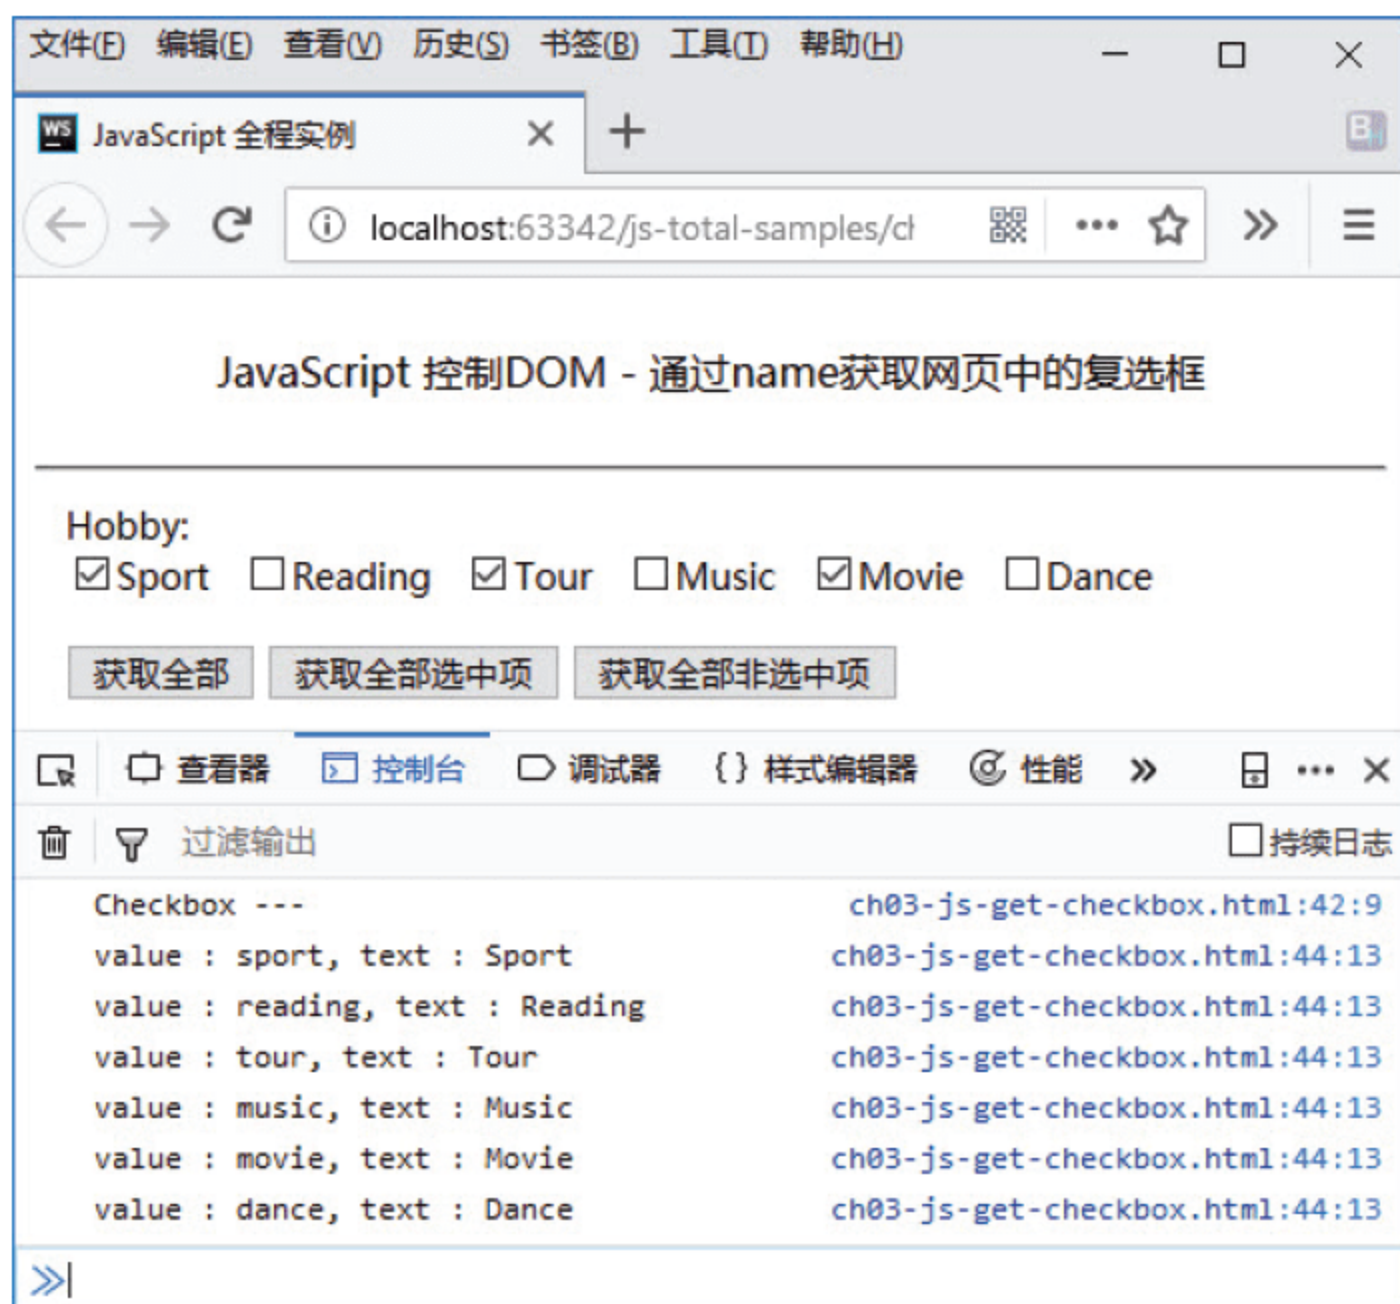 文件(F) 编辑(E) 查看(V) 历史(S) 书签(B) 工具(T) 帮助(H)
WS JavaScript 全程实例
localhost:63342/js-total-samples/ch
JavaScript 控制DOM - 通过name获取网页中的复选框
Hobby:
Sport Reading Tour Music Movie Dance
获取全部 获取全部选中项 获取全部非选中项
查看器 控制台 调试器 {} 样式编辑器 性能
过滤输出 持续日志
Checkbox --- ch03-js-get-checkbox.html:42:9
value : sport, text : Sport ch03-js-get-checkbox.html:44:13
value : reading, text : Reading ch03-js-get-checkbox.html:44:13
value : tour, text : Tour ch03-js-get-checkbox.html:44:13
value : music, text : Music ch03-js-get-checkbox.html:44:13
value : movie, text : Movie ch03-js-get-checkbox.html:44:13
value : dance, text : Dance ch03-js-get-checkbox.html:44:13